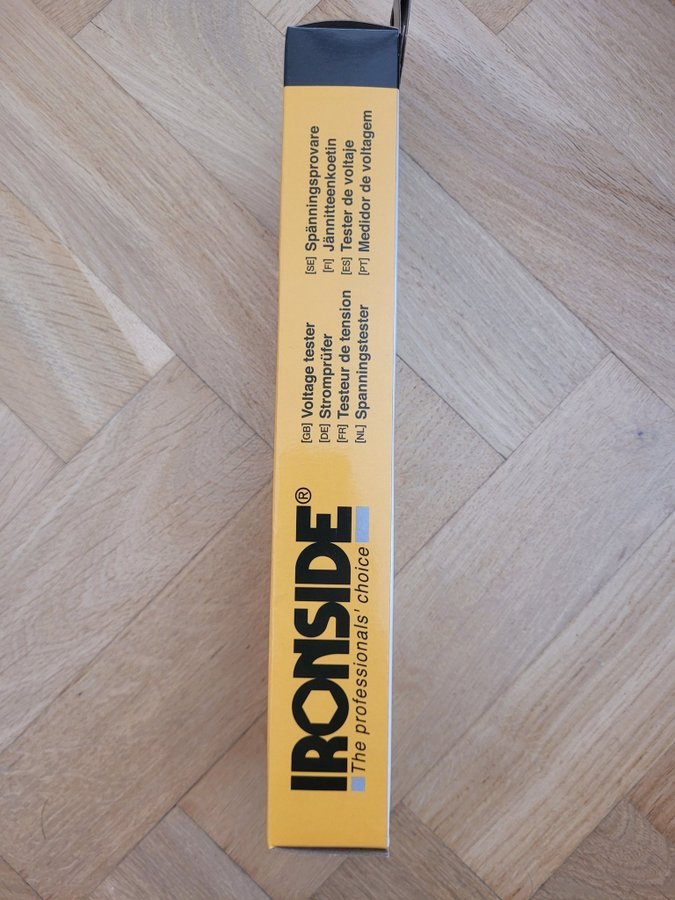 IRONSIDE®
The professionals' choice
[GB] Voltage tester
[DE] Stromprüfer
[FR] Testeur de tension
[NL] Spanningstester
[SE] Spänningsprovare
[FI] Jännitteenkoetin
[ES] Tester de voltaje
[PT] Medidor de voltagem